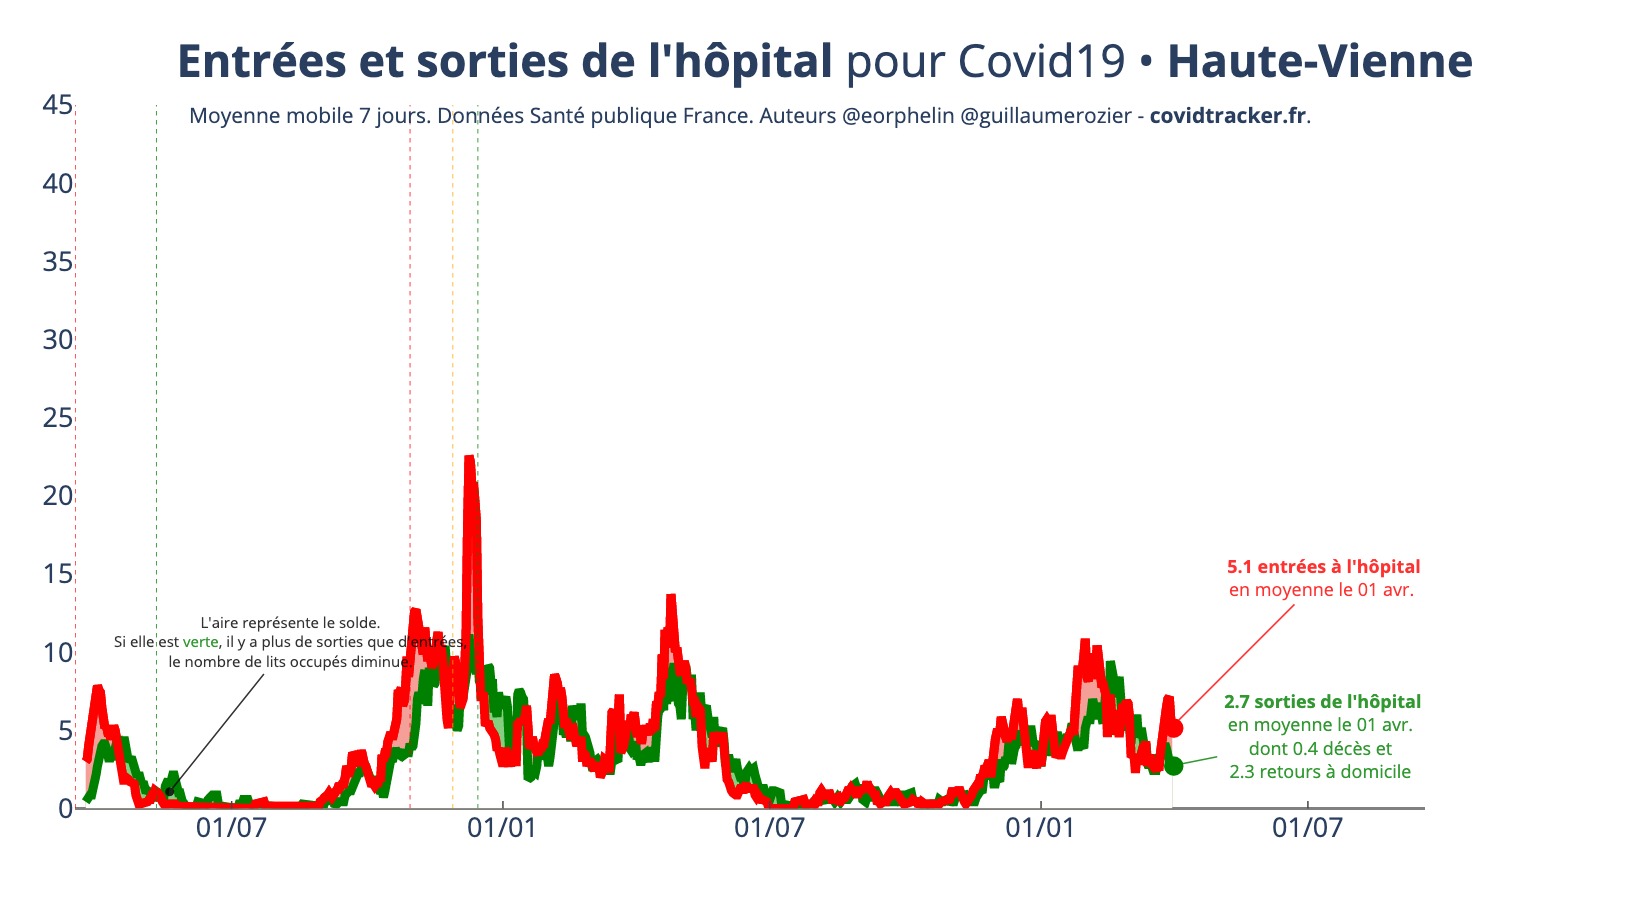 Entrées et sorties de l'hôpital pour Covid19 • Haute-Vienne
Moyenne mobile 7 jours. Données Santé publique France. Auteurs @eorphelin @guillaumerozier - covidtracker.fr.
45
40
35
30
25
20
15
10
5
0
L'aire représente le solde.
Si elle est verte, il y a plus de sorties que d'entrées,
le nombre de lits occupés diminue.
5.1 entrées à l'hôpital
en moyenne le 01 avr.
2.7 sorties de l'hôpital
en moyenne le 01 avr.
dont 0.4 décès et
2.3 retours à domicile
01/07
01/01
01/07
01/01
01/07